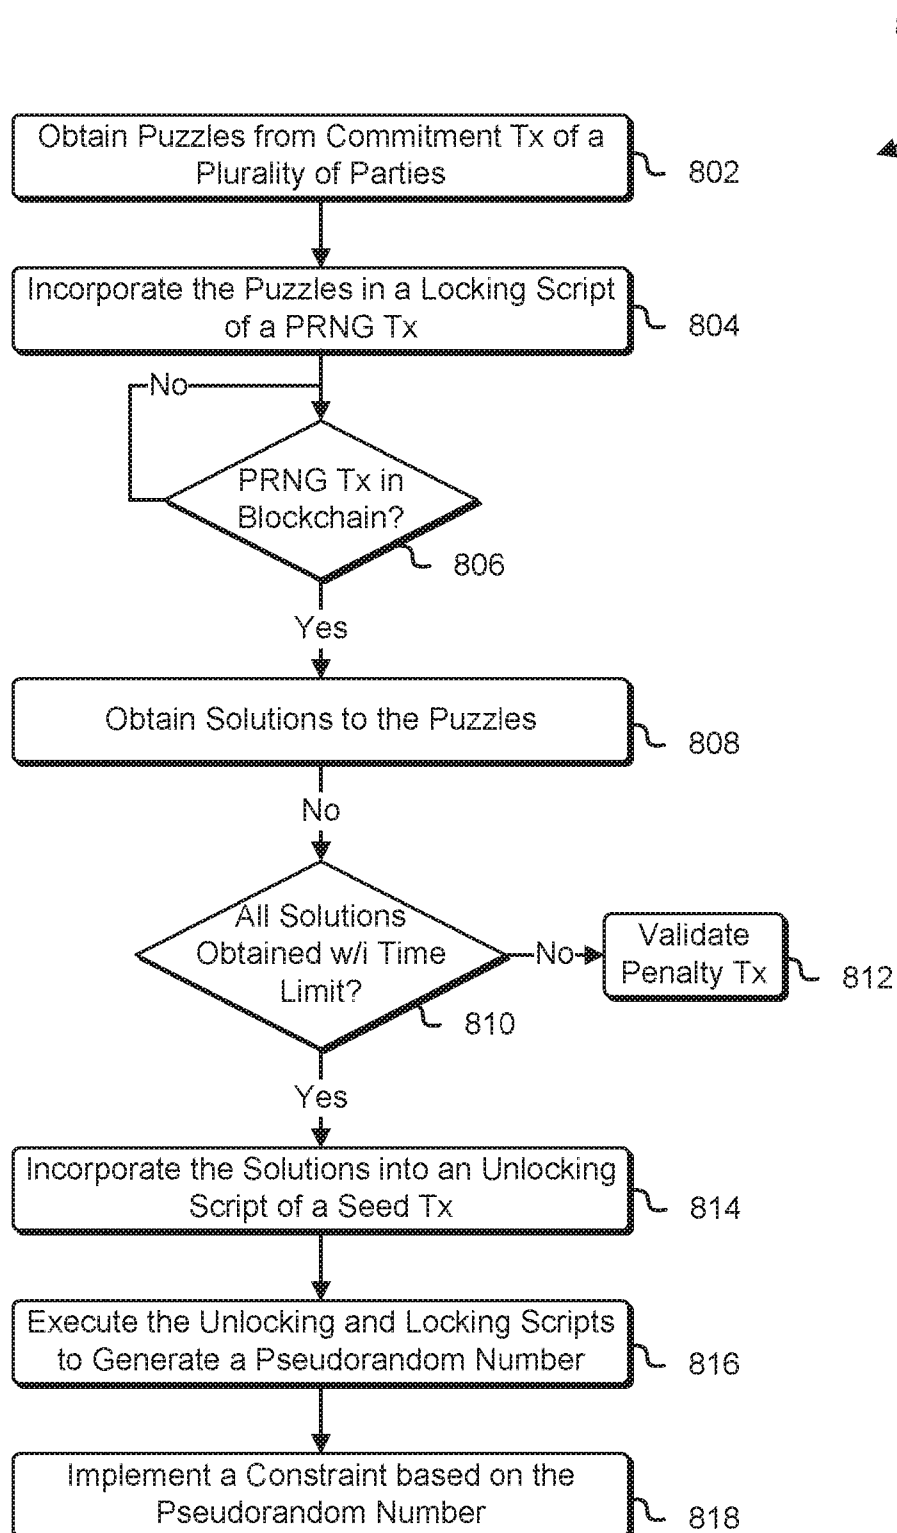 Obtain Puzzles from Commitment Tx of a
Plurality of Parties
802
Incorporate the Puzzles in a Locking Script
of a PRNG Tx
804
No
PRNG Tx in
Blockchain?
806
Yes
Obtain Solutions to the Puzzles
808
No
All Solutions
Obtained w/i Time
Limit?
810
No
Validate
Penalty Tx
812
Yes
Incorporate the Solutions into an Unlocking
Script of a Seed Tx
814
Execute the Unlocking and Locking Scripts
to Generate a Pseudorandom Number
816
Implement a Constraint based on the
Pseudorandom Number
818